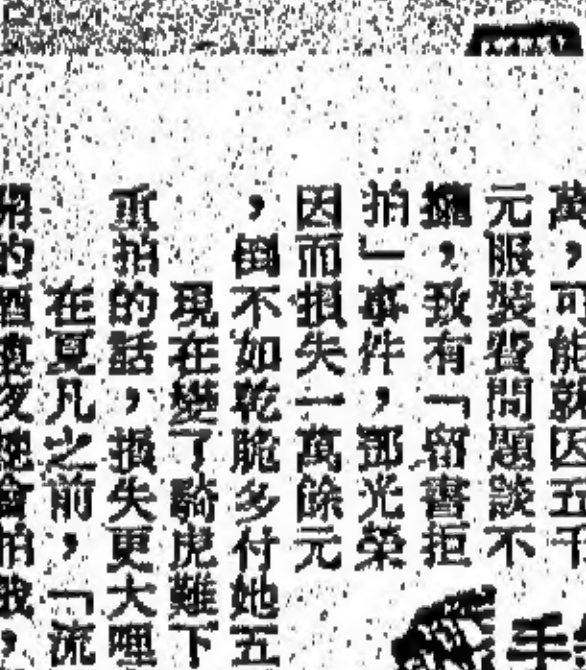 萬，可能就因五千
元服裝費問題談不
攏，致有「留書拒
拍」事件，鄧光榮
因而損失一萬餘元
，倒不如乾脆多付她五
現在變了騎虎難下
重拍的話，損失更大哩
在夏凡之前，「流
手